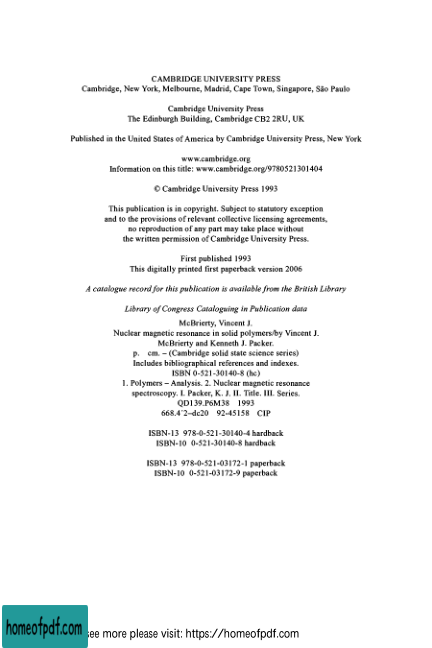 CAMBRIDGE UNIVERSITY PRESS
Cambridge, New York, Melbourne, Madrid, Cape Town, Singapore, São Paulo
Cambridge University Press
The Edinburgh Building, Cambridge CB2 2RU, UK
Published in the United States of America by Cambridge University Press, New York
www.cambridge.org
Information on this title: www.cambridge.org/9780521301404
© Cambridge University Press 1993
This publication is in copyright. Subject to statutory exception
and to the provisions of relevant collective licensing agreements,
no reproduction of any part may take place without
the written permission of Cambridge University Press.
First published 1993
This digitally printed first paperback version 2006
A catalogue record for this publication is available from the British Library
Library of Congress Cataloguing in Publication data
McBrierty, Vincent J.
Nuclear magnetic resonance in solid polymers/by Vincent J.
McBrierty and Kenneth J. Packer.
p. cm. – (Cambridge solid state science series)
Includes bibliographical references and indexes.
ISBN 0-521-30140-8 (hc)
1. Polymers – Analysis. 2. Nuclear magnetic resonance
spectroscopy. I. Packer, K. J. II. Title. III. Series.
QD139.P6M38 1993
668.4′2–dc20 92-45158 CIP
ISBN-13 978-0-521-30140-4 hardback
ISBN-10 0-521-30140-8 hardback
ISBN-13 978-0-521-03172-1 paperback
ISBN-10 0-521-03172-9 paperback
homeofpdf.com
see more please visit: https://homeofpdf.com